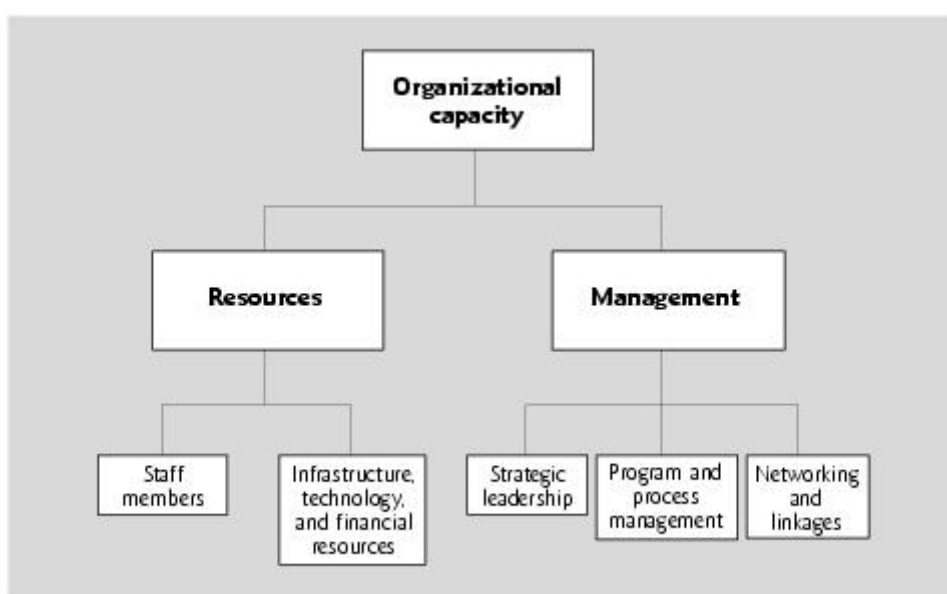 Organizational
capacity
Resources
Management
Staff
members
Infrastructure,
technology,
and financial
resources
Strategic
leadership
Program and
process
management
Networking
and
linkages